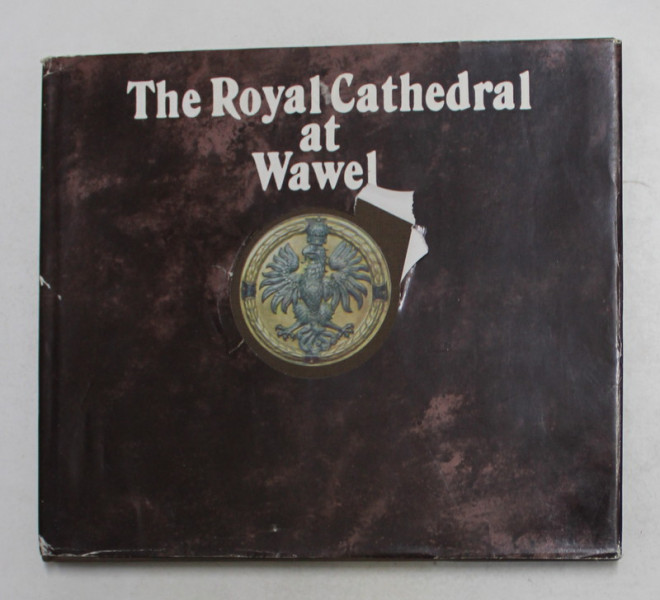 The Royal Cathedral
at
Wawel